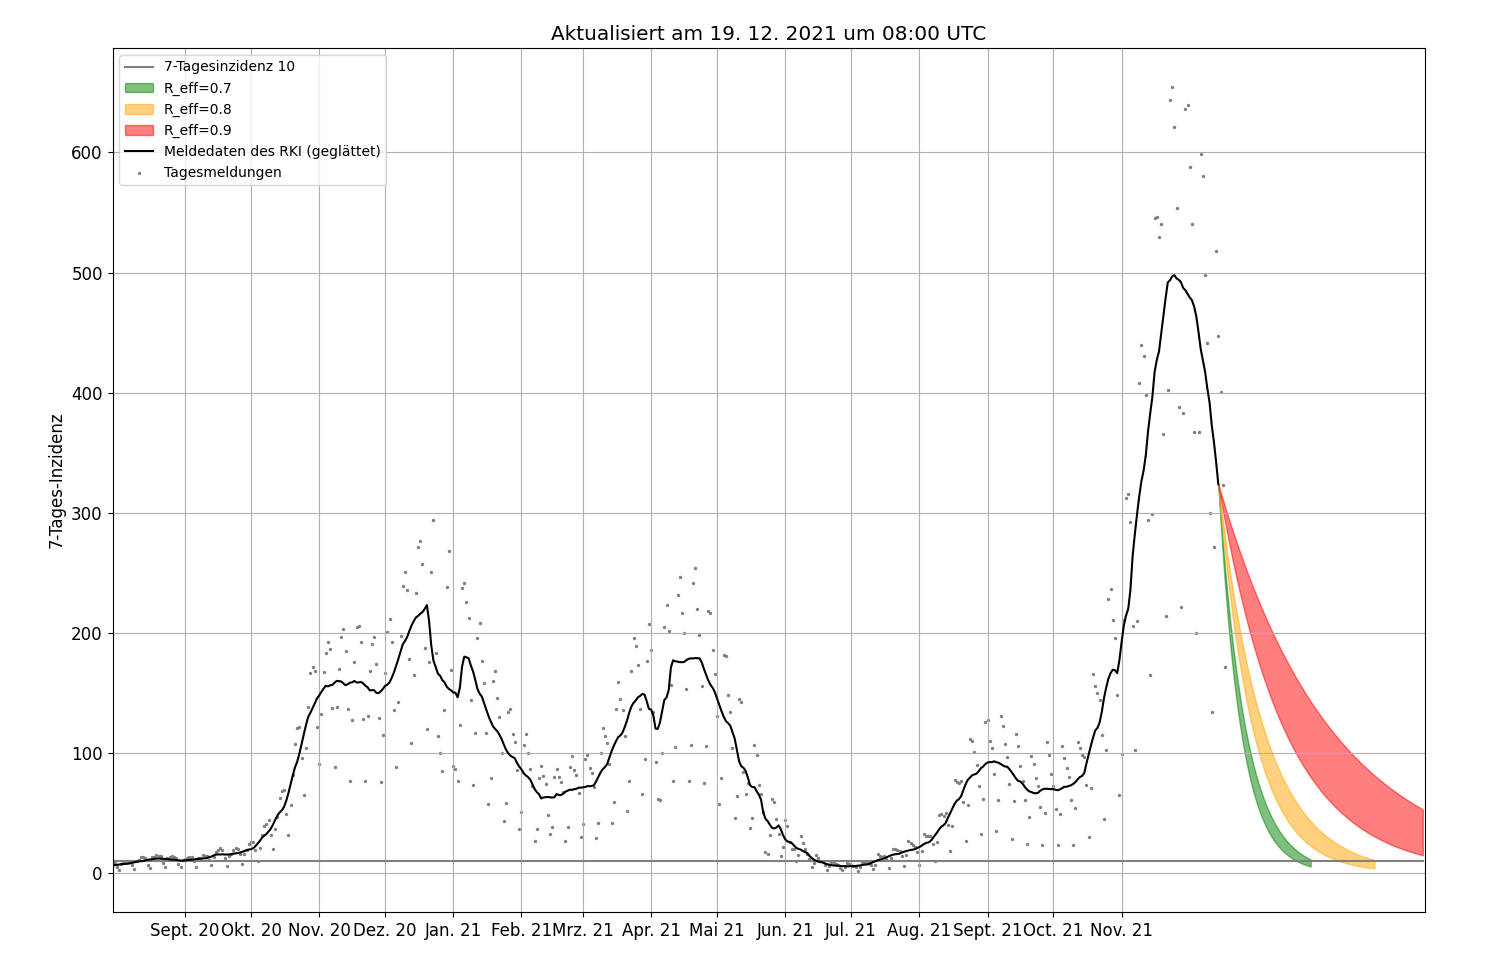 Aktualisiert am 19. 12. 2021 um 08:00 UTC
7-Tagesinzidenz 10
R_eff=0.7
R_eff=0.8
R_eff=0.9
Meldedaten des RKI (geglättet)
Tagesmeldungen
7-Tages-Inzidenz
600
500
400
300
200
100
0
Sept. 20 Okt. 20 Nov. 20 Dez. 20 Jan. 21 Feb. 21 Mrz. 21 Apr. 21 Mai 21 Jun. 21 Jul. 21 Aug. 21 Sept. 21 Oct. 21 Nov. 21